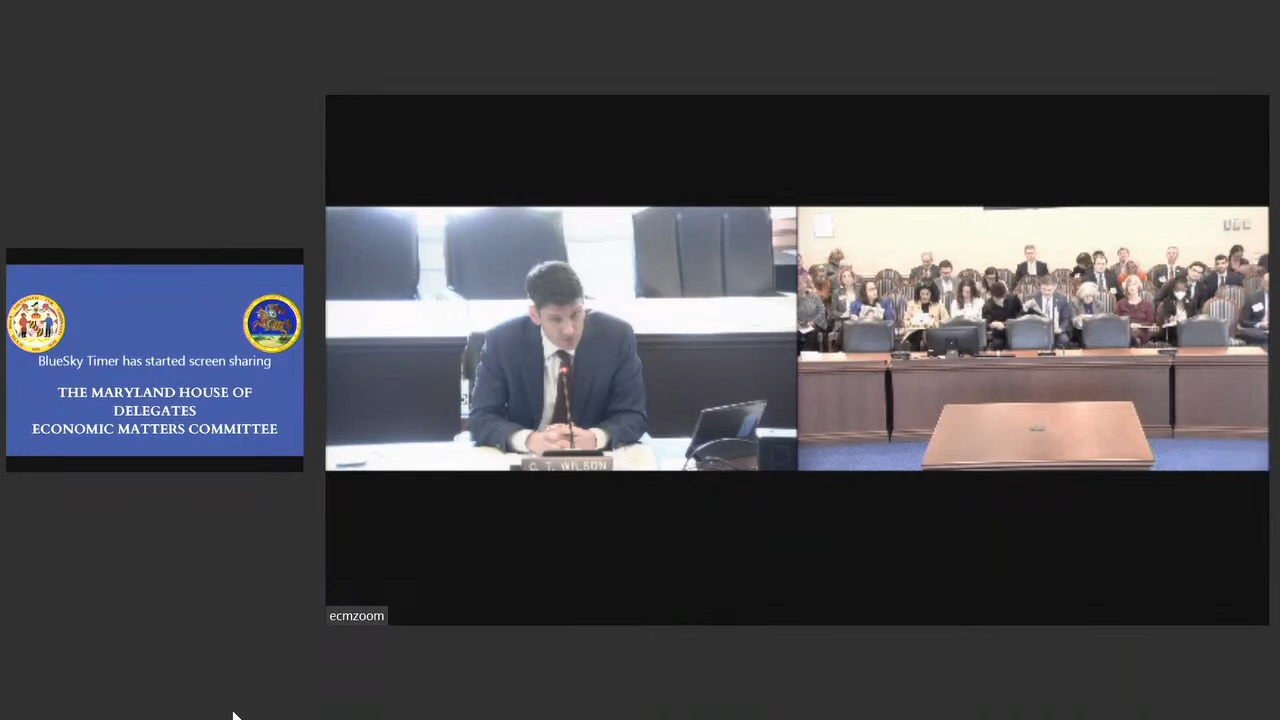 BlueSky Timer has started screen sharing
THE MARYLAND HOUSE OF
DELEGATES
ECONOMIC MATTERS COMMITTEE
C. T. WILSON
ecmzoom